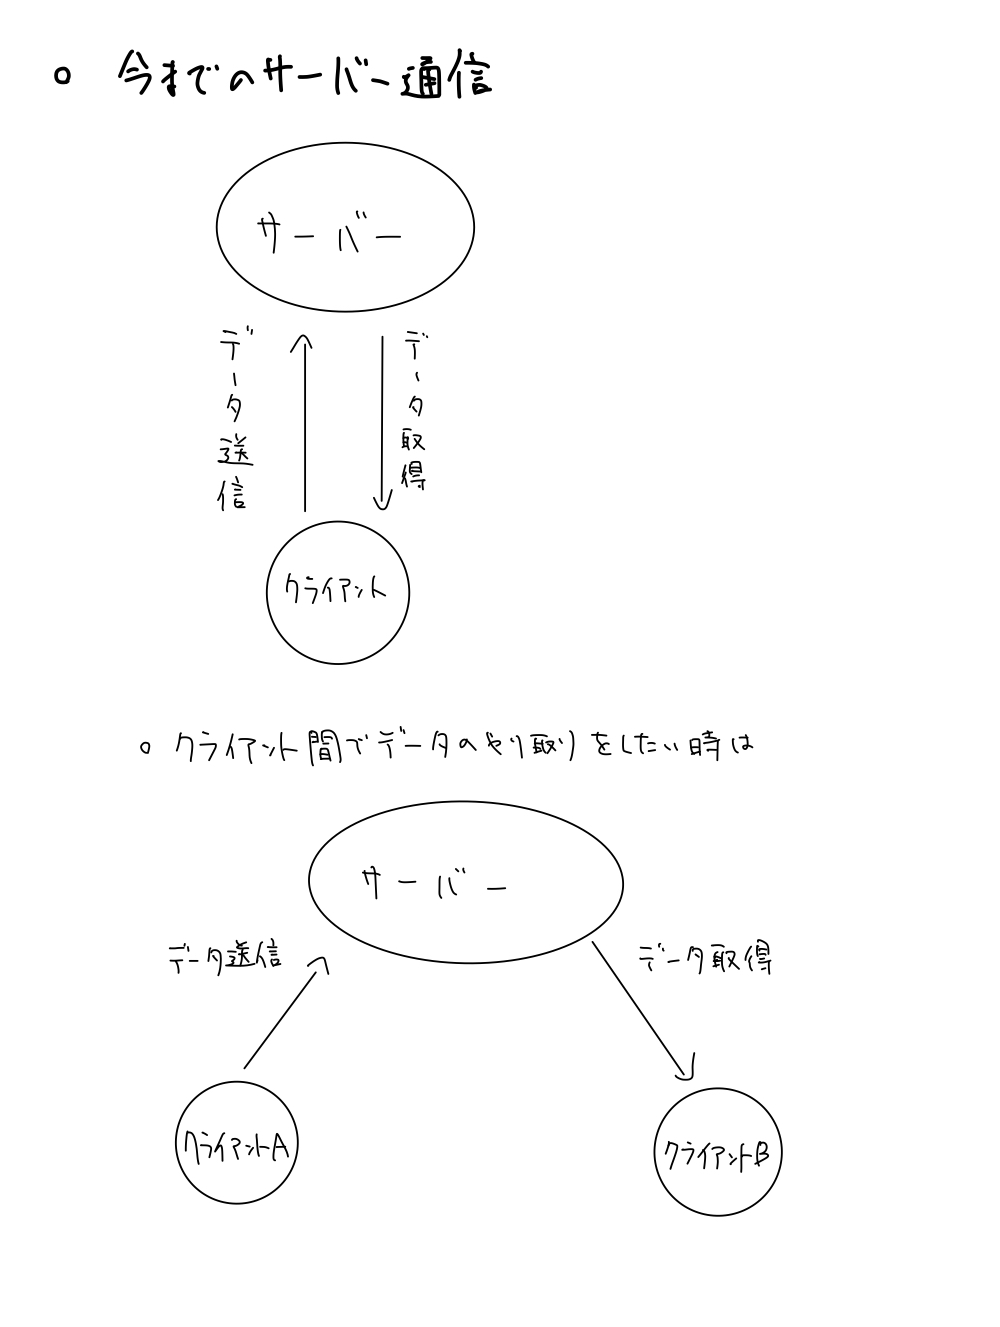 。 今までのサーバー通信
サーバー
データ送信
データ取得
クライアント
。 クライアント間でデータのやり取りをしたい時は
サーバー
データ送信
データ取得
クライアントA
クライアントB